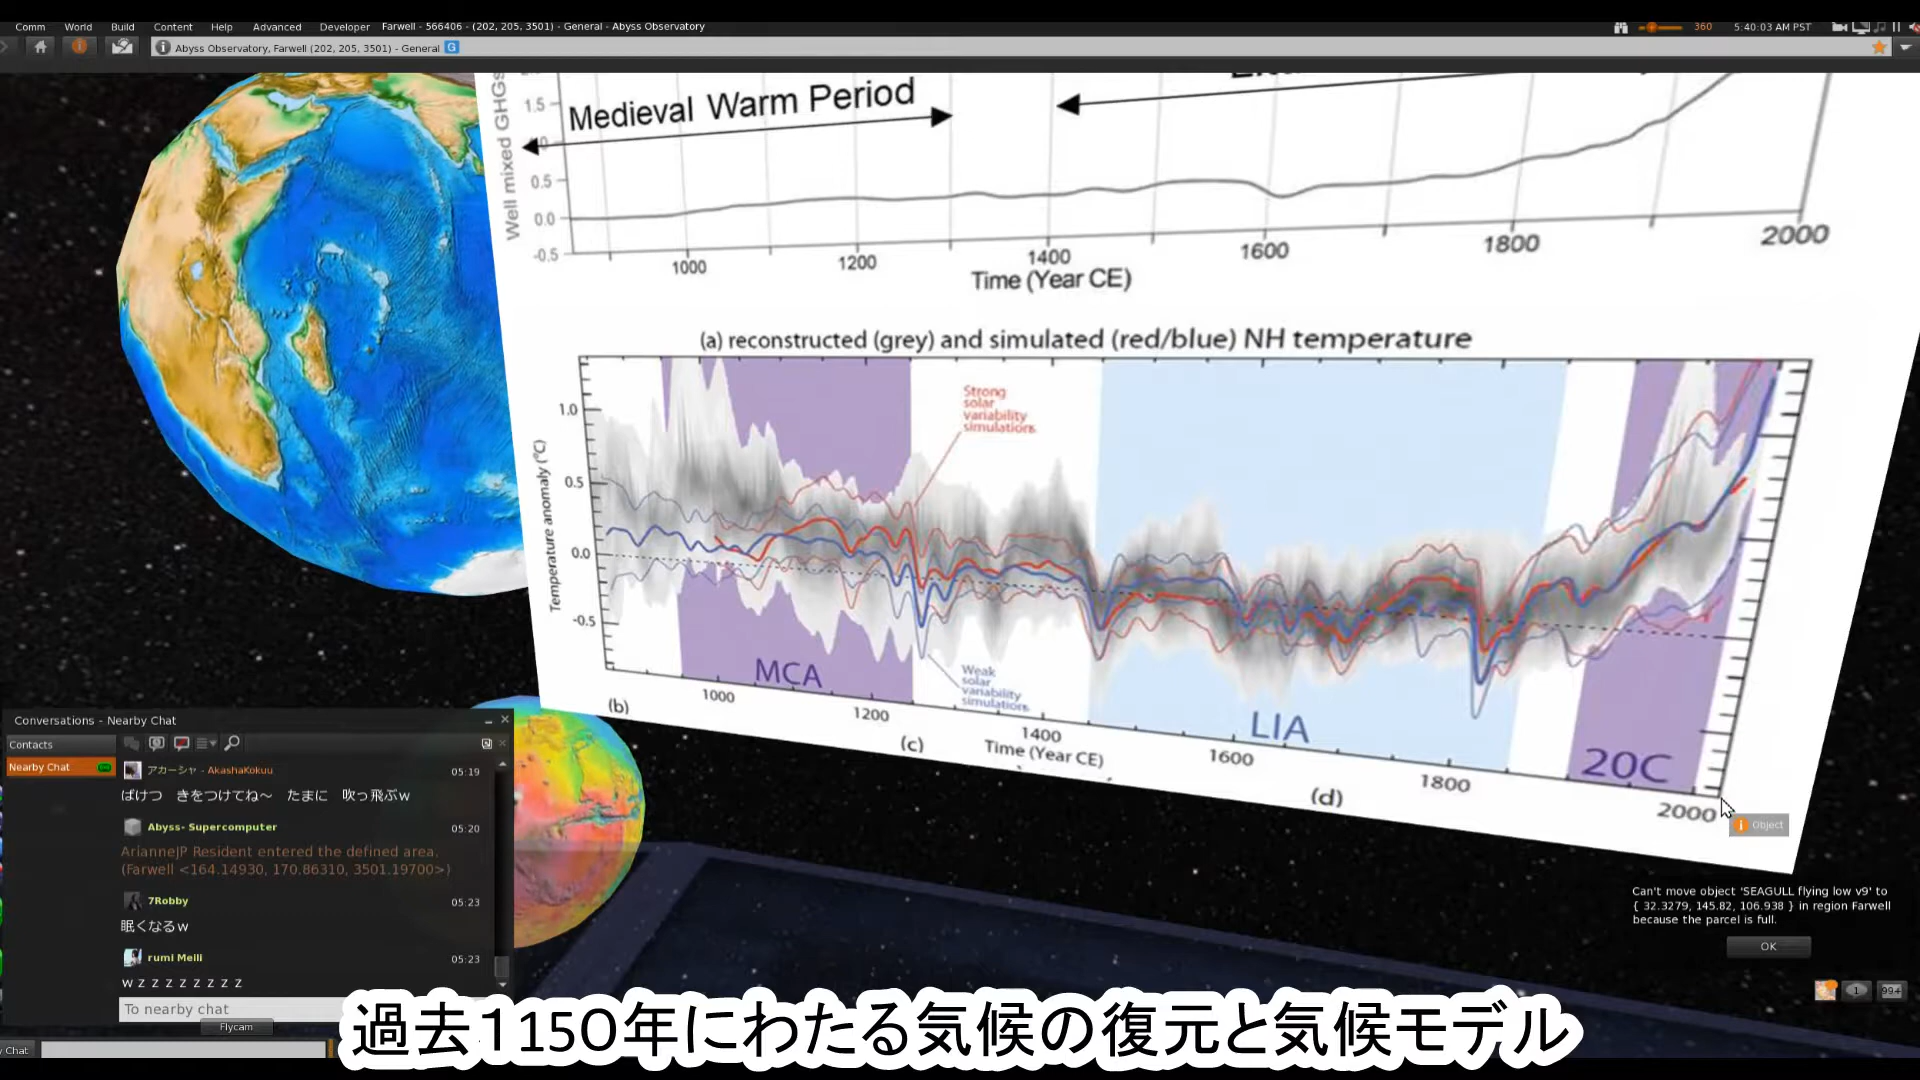 Comm World Build Content Help Advanced Developer Farwell - 566406 - (202, 205, 3501) - General - Abyss Observatory
360 5:40:03 AM PST
Abyss Observatory, Farwell (202, 205, 3501) - General G
Well mixed GHGs
1.5
0.5
0.0
-0.5
Medieval Warm Period
1000 1200 1400 1600 1800 2000
Time (Year CE)
(a) reconstructed (grey) and simulated (red/blue) NH temperature
Temperature anomaly (°C)
1.0
0.5
0.0
-0.5
Strong
solar
variability
simulations
Weak
solar
variability
simulations
MCA
LIA
20C
1000 1200 1400 1600 1800 2000
Time (Year CE)
(b)
(c)
(d)
Object
Conversations - Nearby Chat
Contacts
Nearby Chat
アカーシャ - AkashaKokuu 05:19
ばけつ きをつけてね～ たまに 吹っ飛ぶｗ
Abyss- Supercomputer 05:20
ArianneJP Resident entered the defined area.
(Farwell <164.14930, 170.86310, 3501.19700>)
7Robby 05:23
眠くなるｗ
rumi Meili 05:23
ｗｚｚｚｚｚｚｚｚ
To nearby chat
Flycam
y Chat
Can't move object 'SEAGULL flying low v9' to
{ 32.3279, 145.82, 106.938 } in region Farwell
because the parcel is full.
OK
1
99+
過去１150年にわたる気候の復元と気候モデル